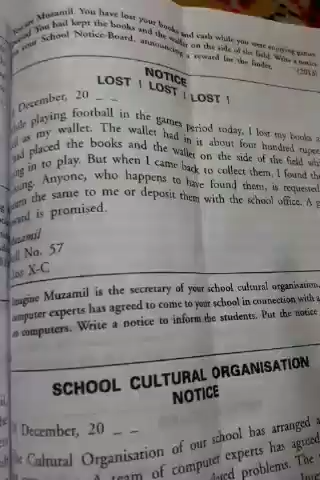 are Muzamil. You have lost your books and cash while you were enjoying games
You had kept the books and the wallet on the side of the field. Write a notice
your School Notice-Board, announcing a reward for the finder.
NOTICE
LOST ! LOST ! LOST !
December, 20 _ _
playing football in the games period today, I lost my books
as my wallet. The wallet had in it about four hundred
placed the books and the wallet on the side of the field
in to play. But when I came back to collect them, I found
Anyone, who happens to have found them, is requested
the same to me or deposit them with the school office. A
is promised.
No. 57
X-C
Muzamil is the secretary of your school cultural organisation.
computer experts has agreed to come to your school in connection with
computers. Write a notice to inform the students. Put the notice
SCHOOL CULTURAL ORGANISATION
NOTICE
December, 20 _ _
Cultural Organisation of our school has arranged a
team of computer experts has agreed
problems. The